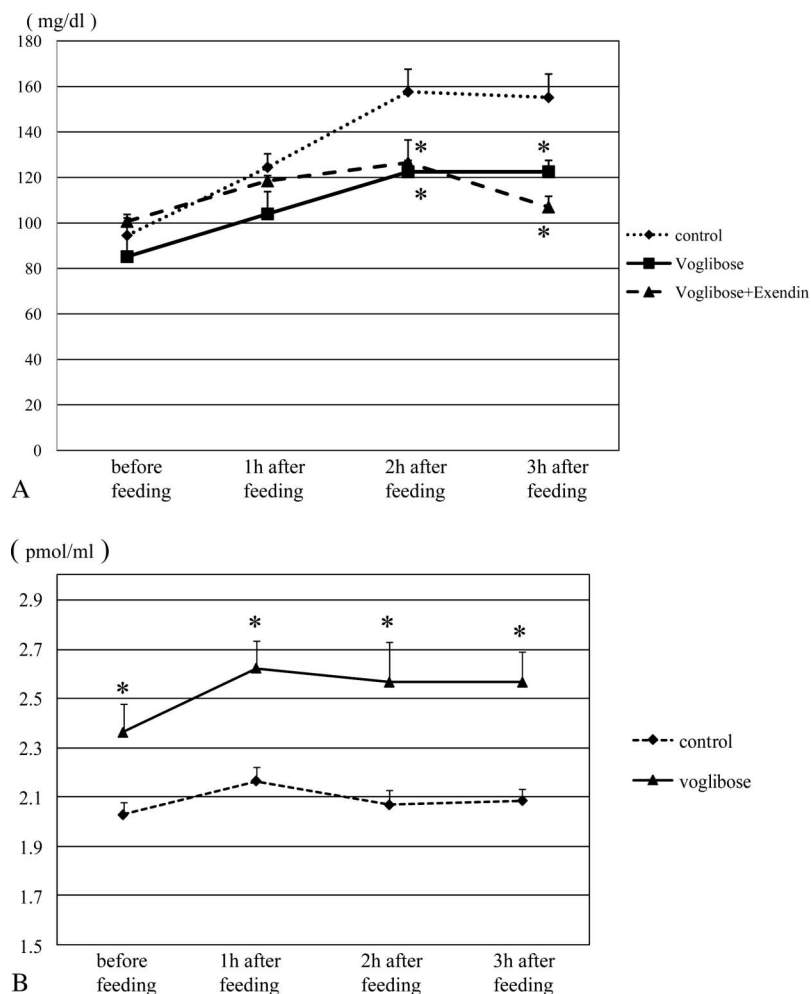 ( mg/dl )
180
160
140
120
100
80
60
40
20
0
*
*
*
*
before
feeding
1h after
feeding
2h after
feeding
3h after
feeding
control
Voglibose
Voglibose+Exendin
A
( pmol/ml )
2.9
2.7
2.5
2.3
2.1
1.9
1.7
1.5
*
*
*
*
before
feeding
1h after
feeding
2h after
feeding
3h after
feeding
control
voglibose
B